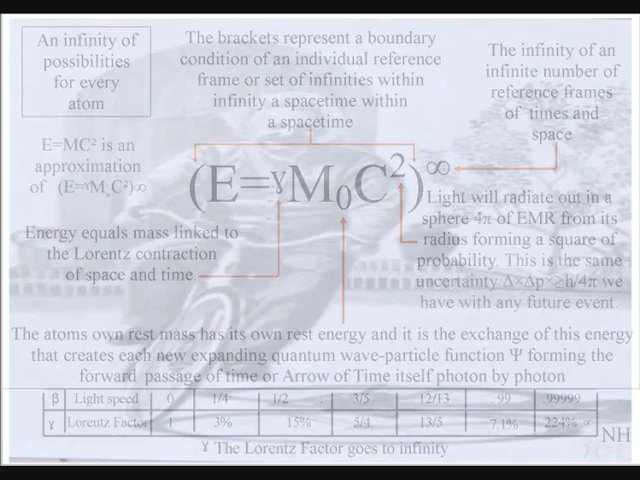 An infinity of
possibilities
for every
atom
The brackets represent a boundary
condition of an individual reference
frame or set of infinities within
infinity a spacetime within
a spacetime
The infinity of an
infinite number of
reference frames
of times and
space
E=MC² is an
approximation
of (E=ɤM₀C²)∞
(E=ɤM₀C²)∞
Energy equals mass linked to
the Lorentz contraction
of space and time
Light will radiate out in a
sphere 4π of EMR from its
radius forming a square of
probability. This is the same
uncertainty Δ×Δp×≥h/4π we
have with any future event.
The atoms own rest mass has its own rest energy and it is the exchange of this energy
that creates each new expanding quantum wave-particle function Ψ forming the
forward passage of time or Arrow of Time itself photon by photon
β Light speed 0 1/4 1/2 3/5 12/13 .99 .99999
ɤ Lorentz Factor 1 3% 15% 5/4 13/5 7.1% 224% ∞
ɤ The Lorentz Factor goes to infinity
NH